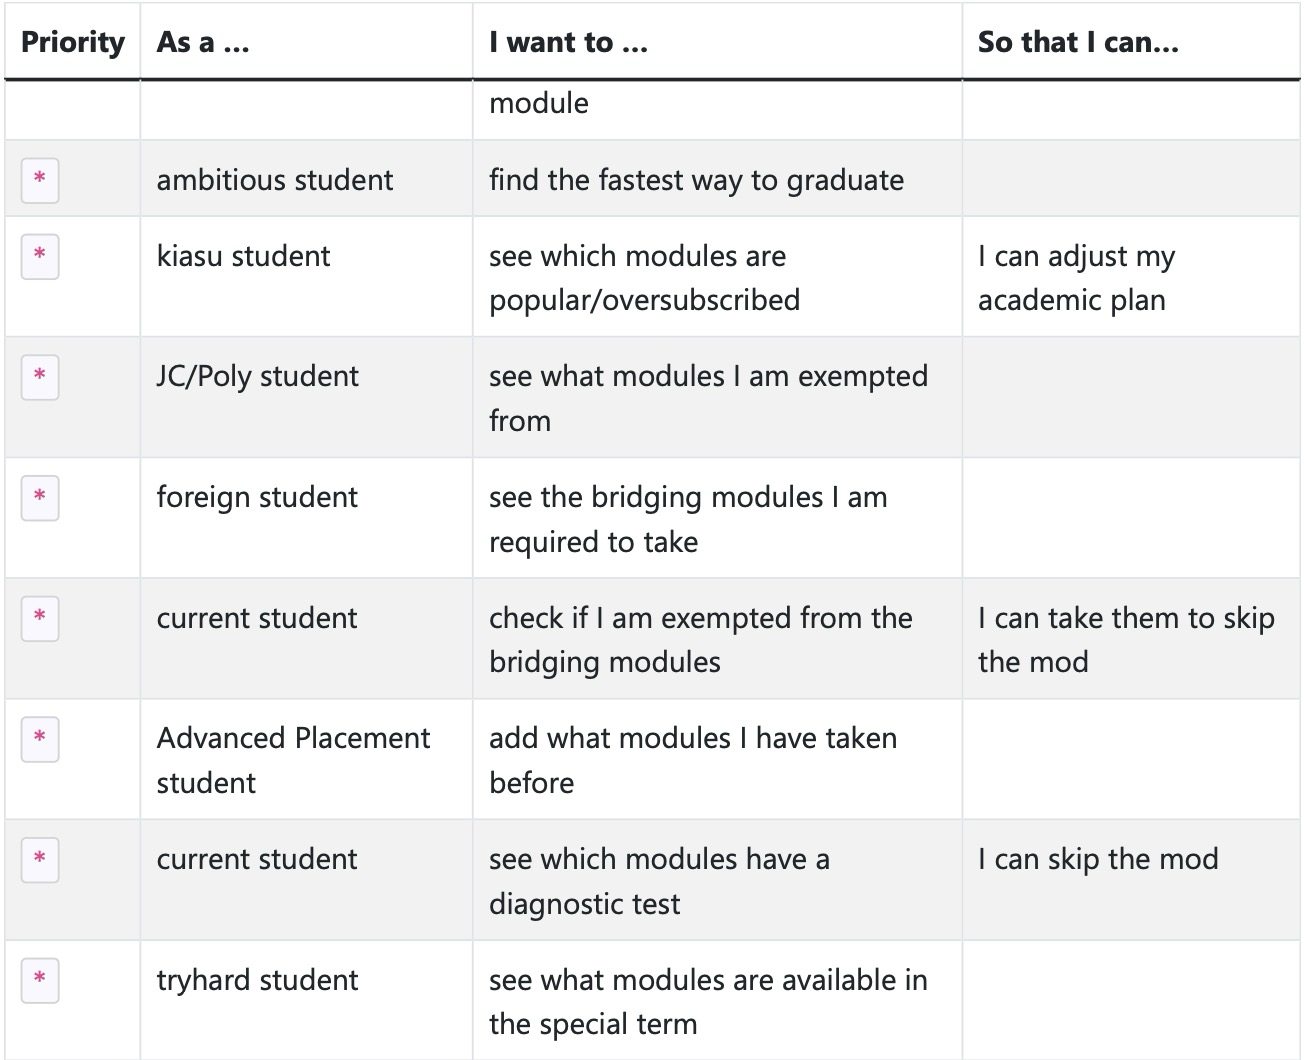 Priority As a ... I want to ... So that I can...
module
* ambitious student find the fastest way to graduate
* kiasu student see which modules are I can adjust my
popular/oversubscribed academic plan
* JC/Poly student see what modules I am exempted
from
* foreign student see the bridging modules I am
required to take
* current student check if I am exempted from the I can take them to skip
bridging modules the mod
* Advanced Placement add what modules I have taken
student before
* current student see which modules have a I can skip the mod
diagnostic test
* tryhard student see what modules are available in
the special term